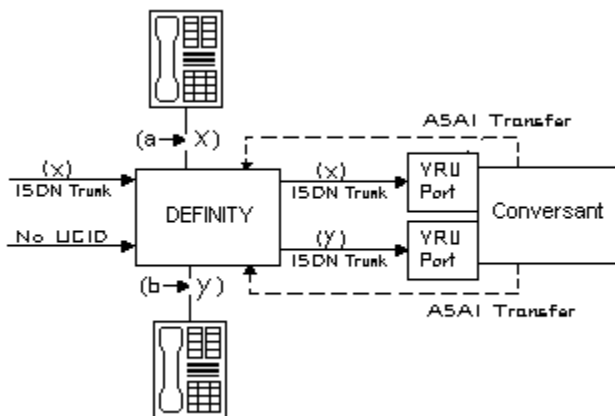 ASAI Transfer
(a→ X)
(x)
ISDN Trunk
(x)
ISDN Trunk
VRU
Port
DEFINITY
Conversant
No UCID
(y)
ISDN Trunk
VRU
Port
(b→ y)
ASAI Transfer